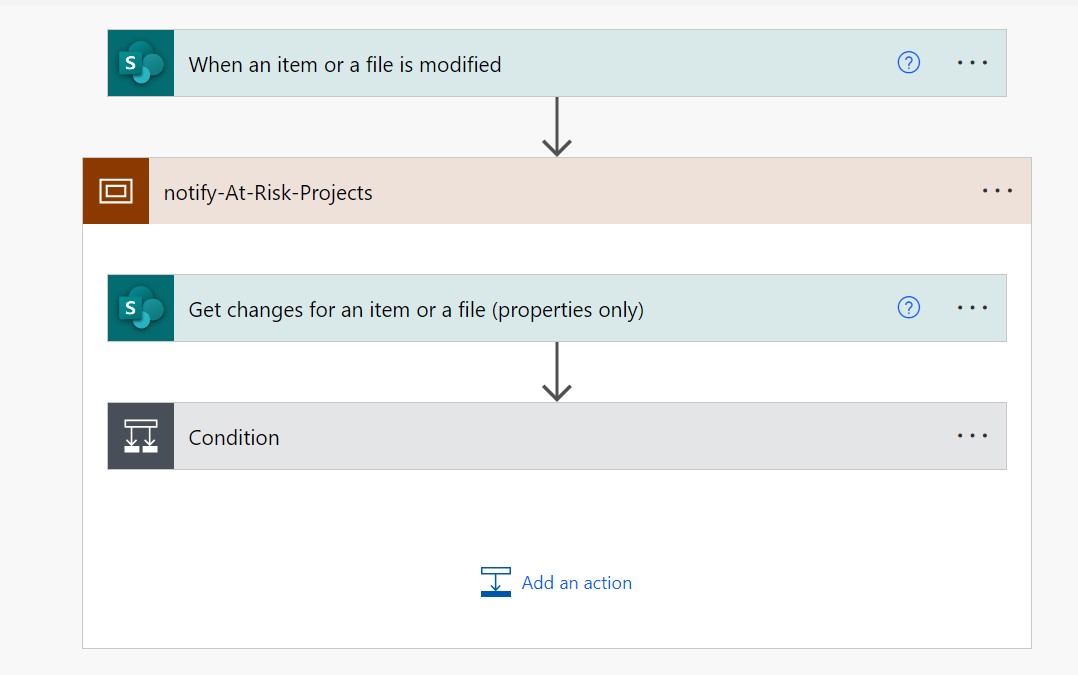 S
When an item or a file is modified
?
...
notify-At-Risk-Projects
...
S
Get changes for an item or a file (properties only)
?
...
Condition
...
Add an action